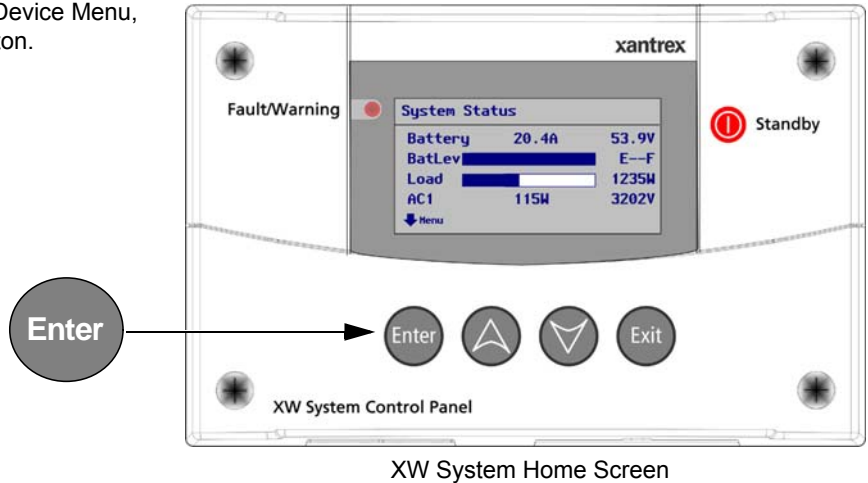 Device Menu,
ton.
xantrex
Fault/Warning
Standby
System Status
Battery 20.4A 53.9V
BatLev E--F
Load 1235W
AC1 115W 3202V
Menu
Enter
Enter Exit
XW System Control Panel
XW System Home Screen